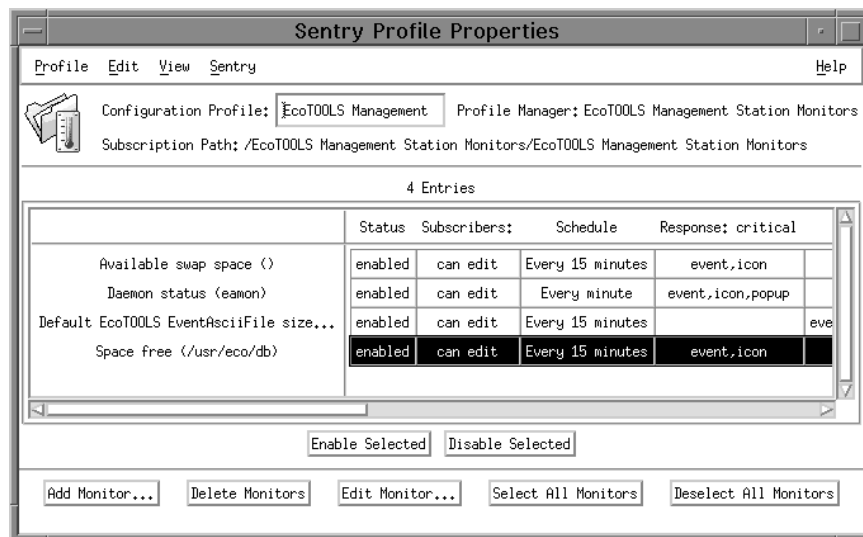 Sentry Profile Properties
Profile Edit View Sentry Help
Configuration Profile: EcoTOOLS Management Profile Manager: EcoTOOLS Management Station Monitors
Subscription Path: /EcoTOOLS Management Station Monitors/EcoTOOLS Management Station Monitors
4 Entries
Status Subscribers: Schedule Response: critical
Available swap space () enabled can edit Every 15 minutes event,icon
Daemon status (eamon) enabled can edit Every minute event,icon,popup
Default EcoTOOLS EventAsciiFile size... enabled can edit Every 15 minutes eve
Space free (/usr/eco/db) enabled can edit Every 15 minutes event,icon
Enable Selected Disable Selected
Add Monitor... Delete Monitors Edit Monitor... Select All Monitors Deselect All Monitors